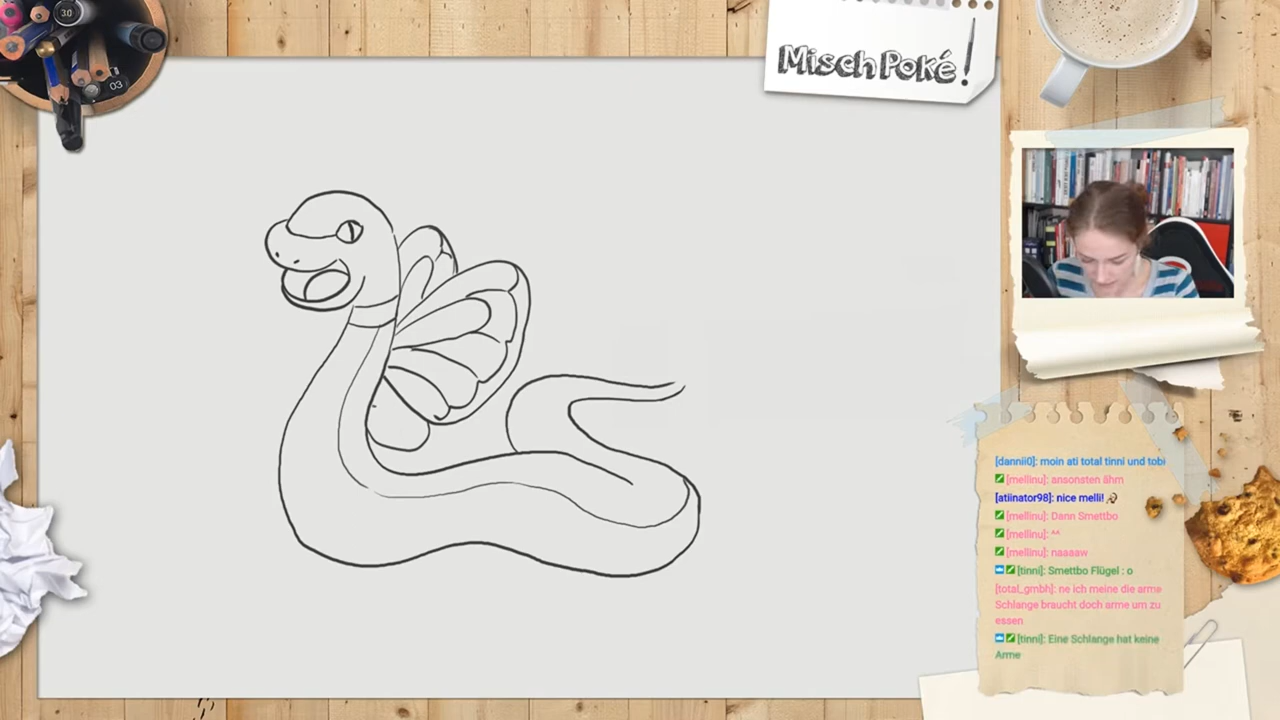 30
03
Misch Poké!
[dannii0]: moin ati total tinni und tobi
[mellinu]: ansonsten ähm
[atiinator98]: nice melli!
[mellinu]: Dann Smettbo
[mellinu]: ^^
[mellinu]: naaaaw
[tinni]: Smettbo Flügel : o
[total_gmbh]: ne ich meine die arme
Schlange braucht doch arme um zu
essen
[tinni]: Eine Schlange hat keine
Arme